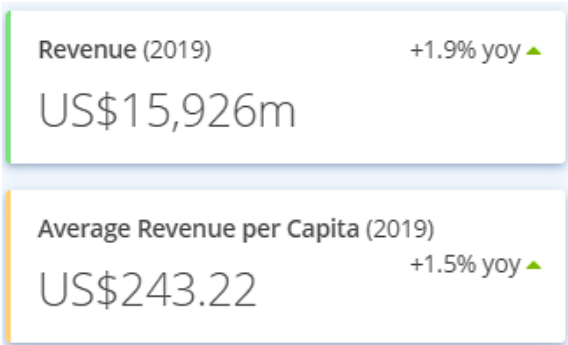 Revenue (2019) +1.9% yoy
US$15,926m
Average Revenue per Capita (2019)
+1.5% yoy
US$243.22